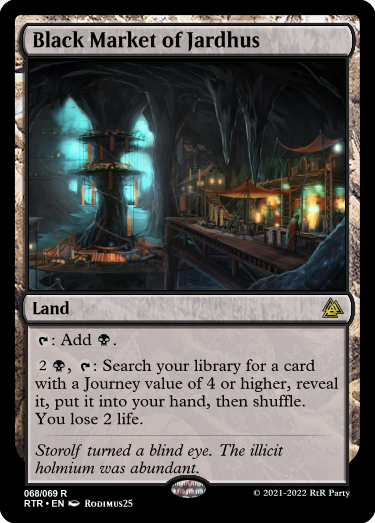 Black Market of Jardhus
Land
: Add .
2 , : Search your library for a card
with a Journey value of 4 or higher, reveal
it, put it into your hand, then shuffle.
You lose 2 life.
Storolf turned a blind eye. The illicit
holmium was abundant.
068/069 R
RTR • EN Rodimus25
© 2021-2022 RtR Party